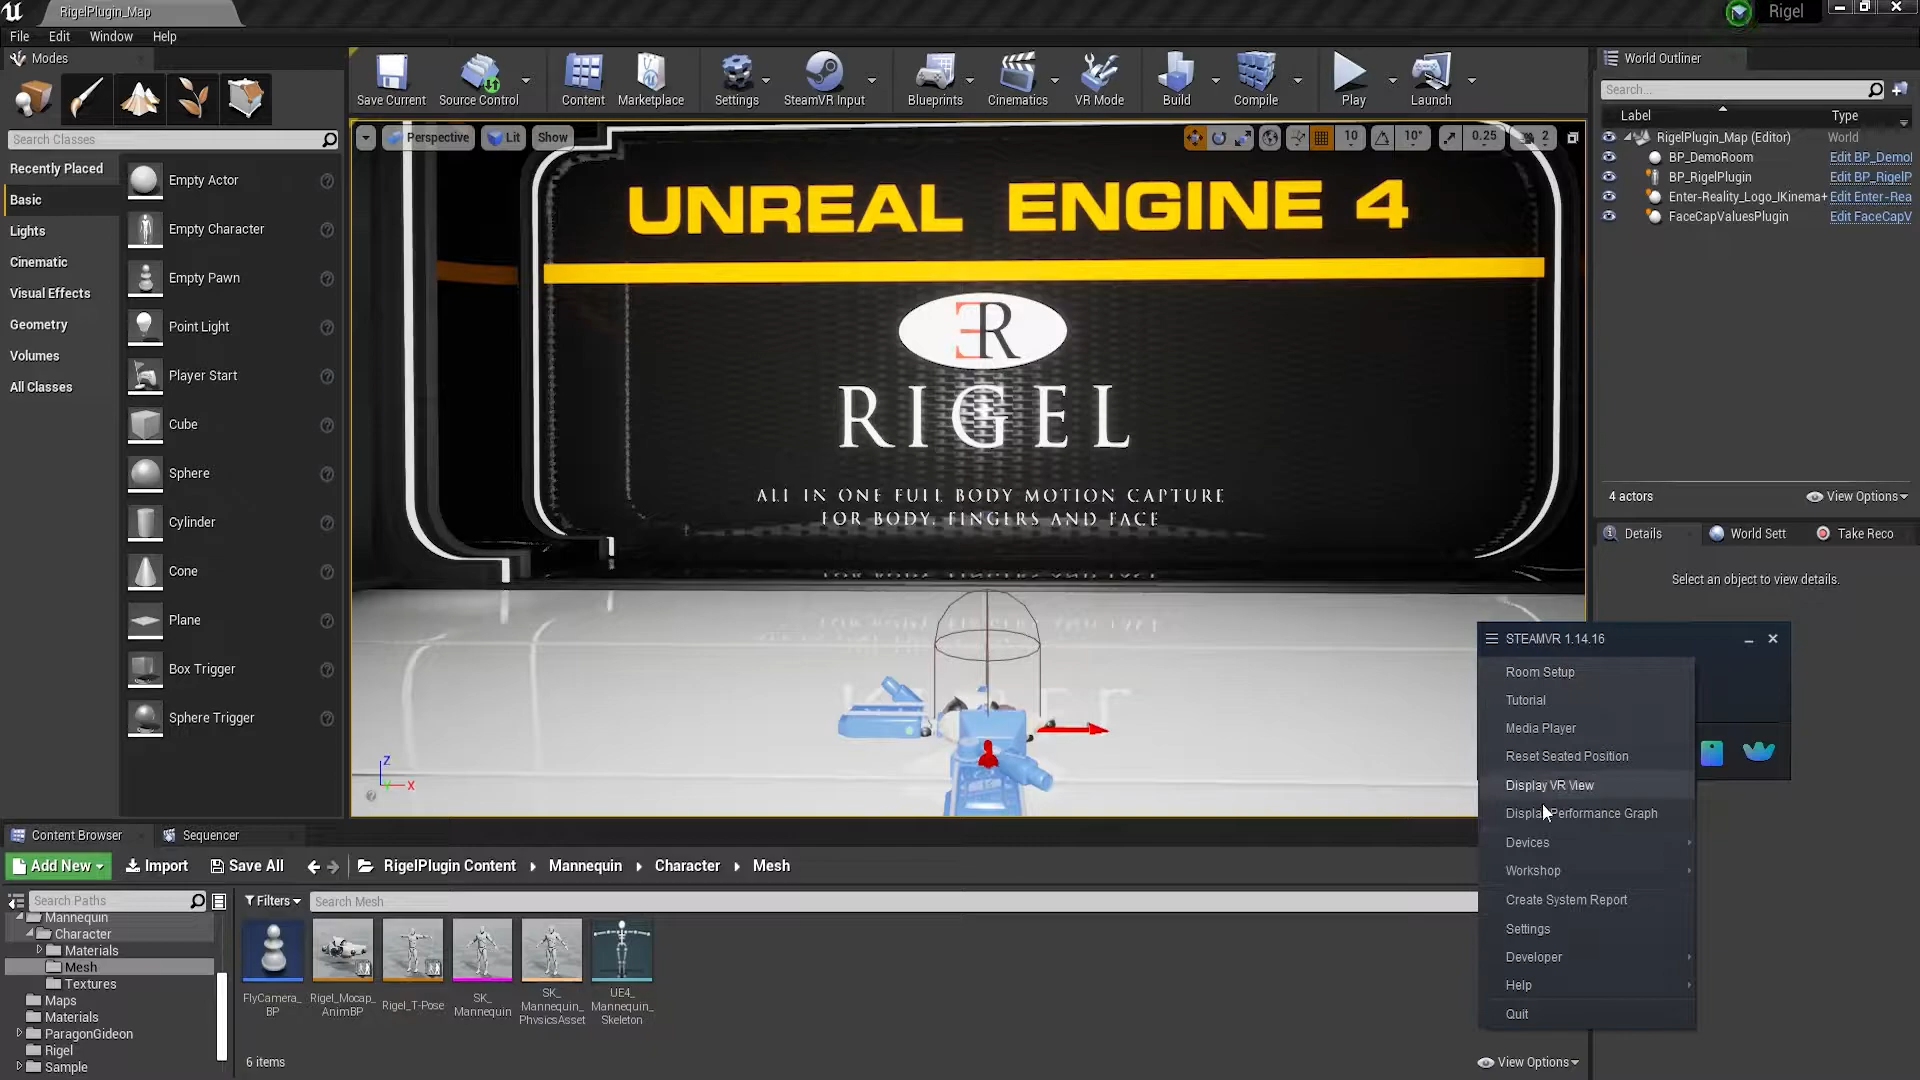 RigelPlugin_Map
Rigel
File Edit Window Help
Modes
Search Classes
Recently Placed
Basic
Lights
Cinematic
Visual Effects
Geometry
Volumes
All Classes
Empty Actor
Empty Character
Empty Pawn
Point Light
Player Start
Cube
Sphere
Cylinder
Cone
Plane
Box Trigger
Sphere Trigger
Save Current
Source Control
Content
Marketplace
Settings
SteamVR Input
Blueprints
Cinematics
VR Mode
Build
Compile
Play
Launch
Perspective
Lit
Show
10
10°
0.25
2
UNREAL ENGINE 4
ER
RIGEL
ALL IN ONE FULL BODY MOTION CAPTURE
FOR BODY, FINGERS AND FACE
Z
X
World Outliner
Search...
Label Type
RigelPlugin_Map (Editor) World
BP_DemoRoom Edit BP_Demol
BP_RigelPlugin Edit BP_RigelP
Enter-Reality_Logo_IKinema+ Edit Enter-Rea
FaceCapValuesPlugin Edit FaceCapV
4 actors
View Options
Details
World Sett
Take Reco
Select an object to view details.
STEAMVR 1.14.16
Room Setup
Tutorial
Media Player
Reset Seated Position
Display VR View
Display Performance Graph
Devices
Workshop
Create System Report
Settings
Developer
Help
Quit
Content Browser
Sequencer
Add New
Import
Save All
RigelPlugin Content
Mannequin
Character
Mesh
Search Paths
Filters
Search Mesh
Mannequin
Character
Materials
Mesh
Textures
Maps
Materials
ParagonGideon
Rigel
Sample
FlyCamera_
BP
Rigel_Mocap_
AnimBP
Rigel_T-Pose
SK_
Mannequin
SK_
Mannequin_
PhysicsAsset
UE4_
Mannequin_
Skeleton
6 items
View Options